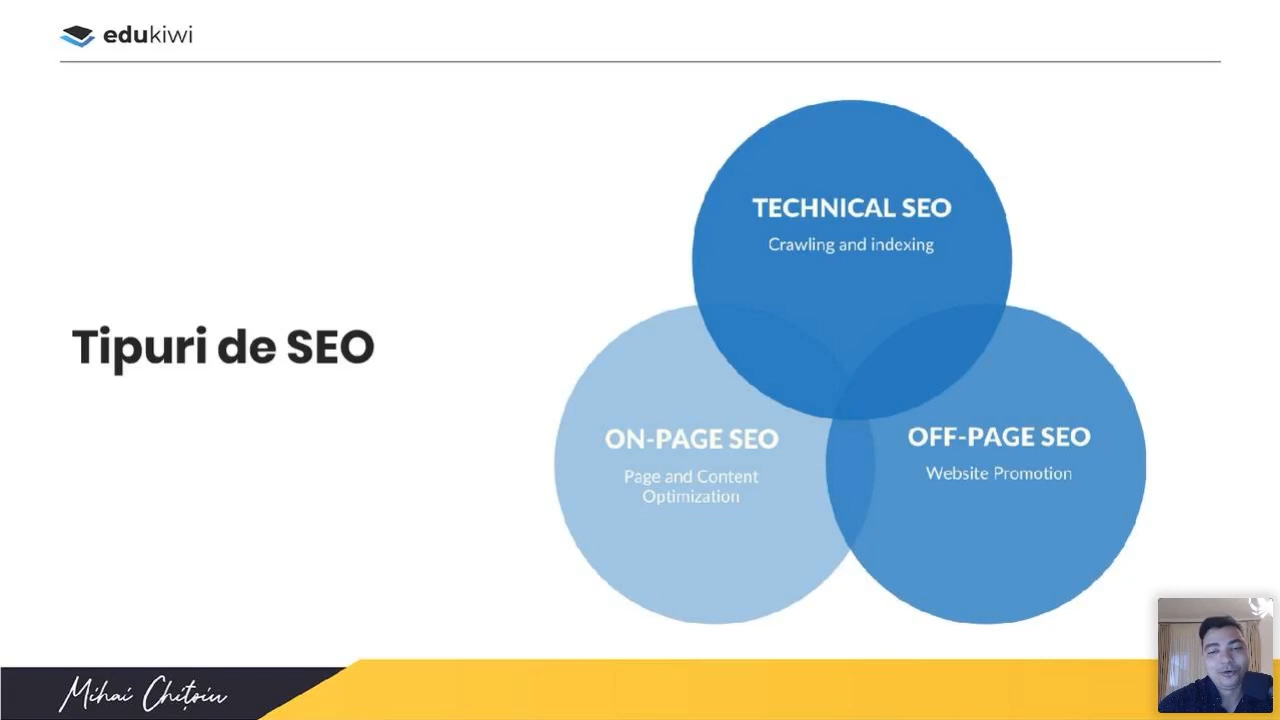 edukiwi
Tipuri de SEO
TECHNICAL SEO
Crawling and indexing
ON-PAGE SEO
Page and Content
Optimization
OFF-PAGE SEO
Website Promotion
Mihai Chițoiu